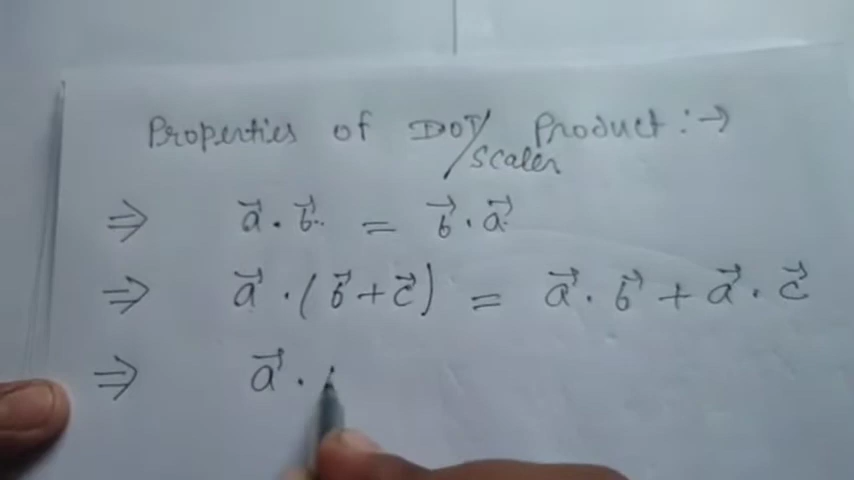 Properties of DOT/Scaler Product :→
⇒ a⃗ . b⃗ = b⃗ . a⃗
⇒ a⃗ . (b⃗ + c⃗) = a⃗ . b⃗ + a⃗ . c⃗
⇒ a⃗ .